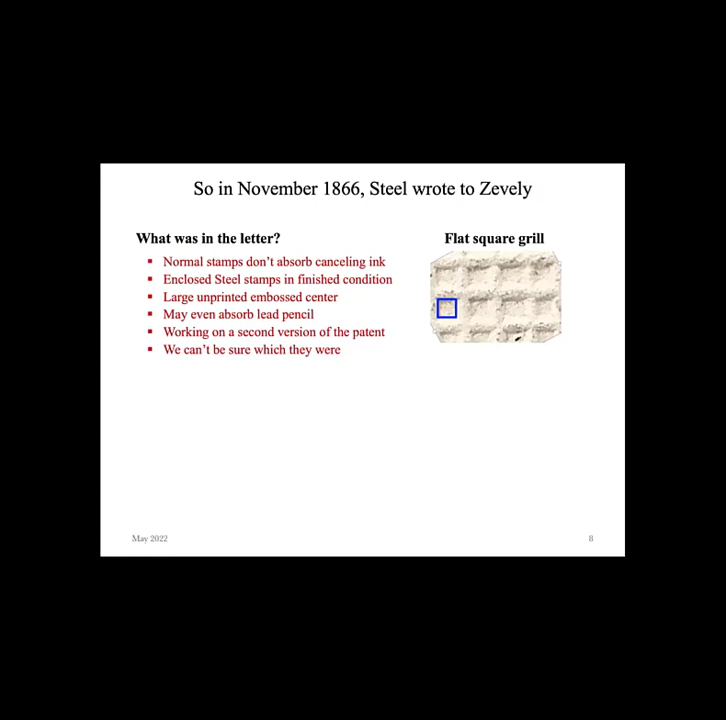 So in November 1866, Steel wrote to Zevely
What was in the letter?
▪ Normal stamps don’t absorb canceling ink
▪ Enclosed Steel stamps in finished condition
▪ Large unprinted embossed center
▪ May even absorb lead pencil
▪ Working on a second version of the patent
▪ We can’t be sure which they were
Flat square grill
May 2022
8